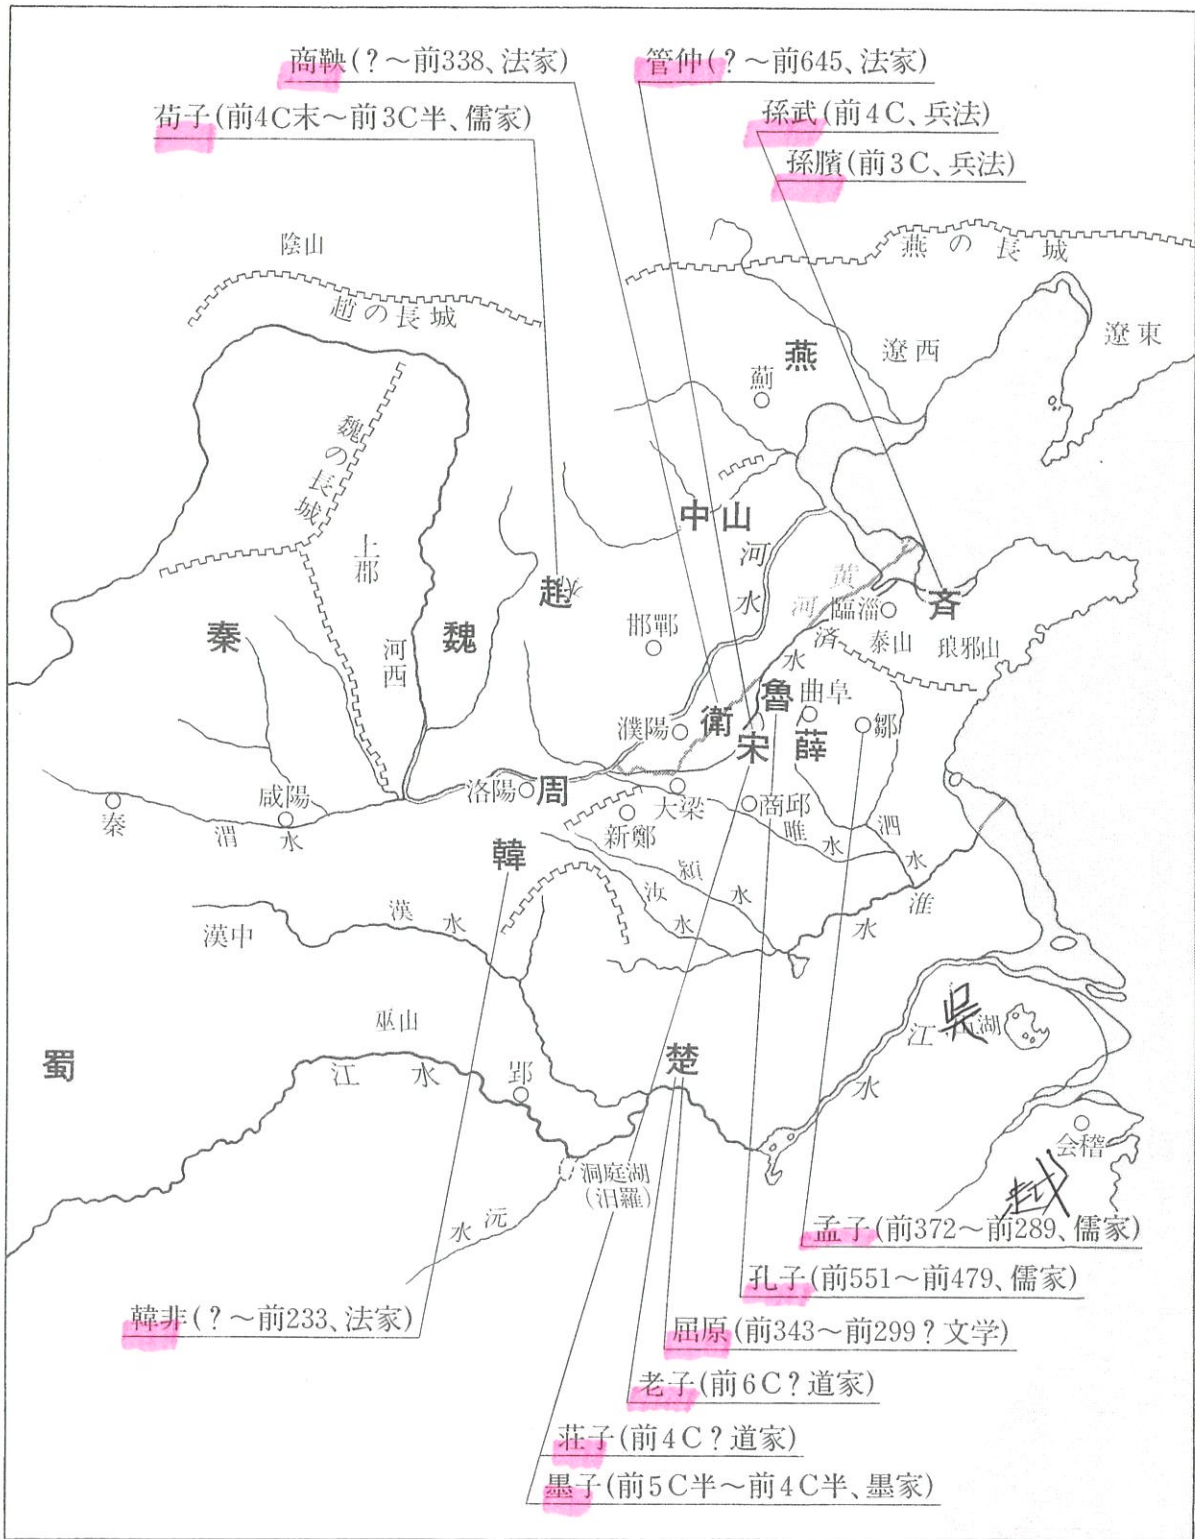 商鞅(?～前338、法家)
管仲(?～前645、法家)
荀子(前4C末～前3C半、儒家)
孫武(前4C、兵法)
孫臏(前3C、兵法)
陰山
燕の長城
趙の長城
遼東
燕
遼西
薊
魏の長城
中山
河水
上郡
黄河
趙
臨淄
斉
秦
魏
邯鄲
済水
泰山
琅邪山
河西
魯
曲阜
濮陽
衛
鄒
宋
薛
洛陽
周
咸陽
大梁
商邱
秦
渭水
新鄭
睢水
泗水
韓
潁水
汝水
淮水
漢水
漢中
巫山
呉
湖
江水
蜀
楚
江水
郢
会稽
洞庭湖
(汨羅)
越
沅水
孟子(前372～前289、儒家)
孔子(前551～前479、儒家)
韓非(?～前233、法家)
屈原(前343～前299?文学)
老子(前6C?道家)
荘子(前4C?道家)
墨子(前5C半～前4C半、墨家)